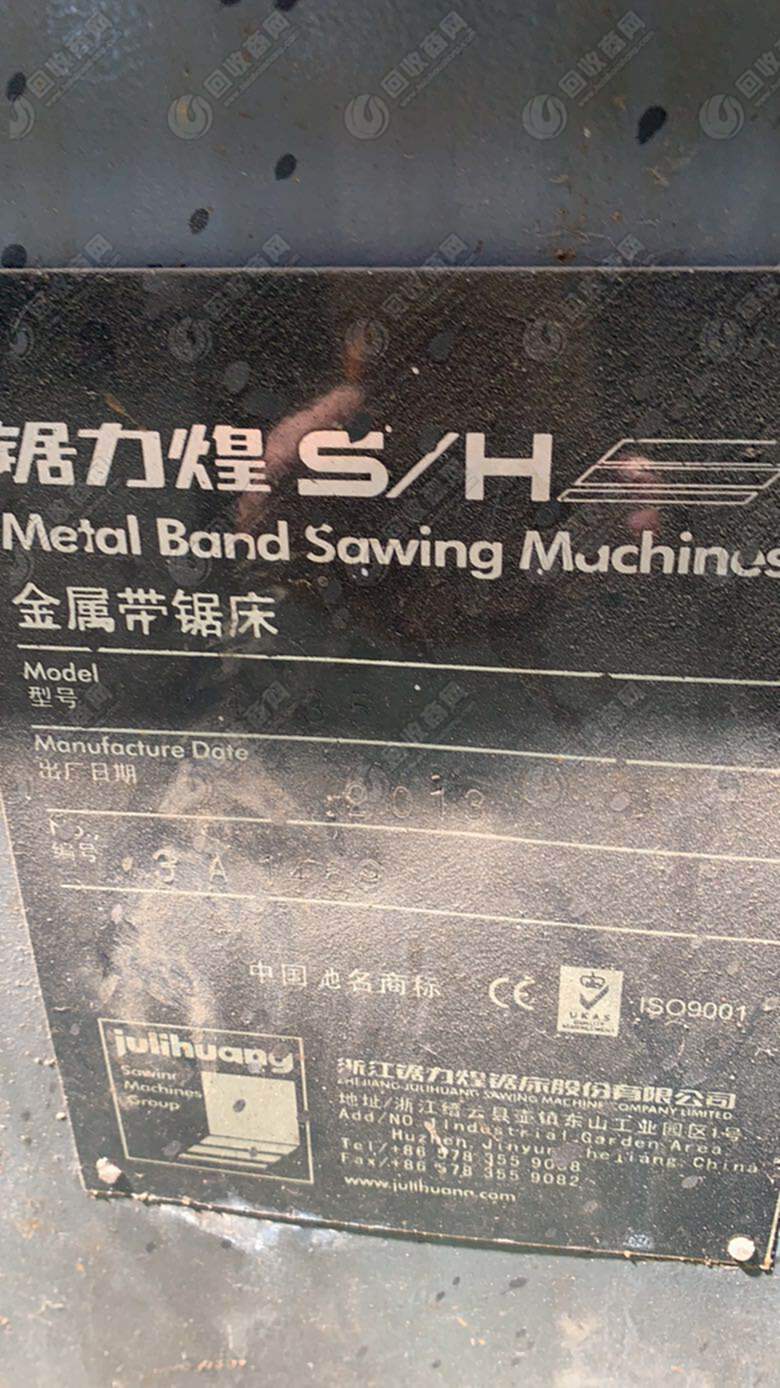 锯力煌 S/H
Metal Band Sawing Machines
金属带锯床
Model
型号
Manufacture Date
出厂日期
2013
编号
3A
中国驰名商标 CE UKAS ISO9001
julihuang
Sawing
Machines
Group
浙江锯力煌锯床股份有限公司
ZHEJIANG JULIHUANG SAWING MACHINE COMPANY LIMITED
地址/浙江缙云县壶镇东山工业园区1号
Add/NO.1 Industrial Garden Area
Huzhen, Jinyun Zhejiang China
Tel/+86 578 355
Fax/+86 578 355 9082
www.julihuang.com
回收商网